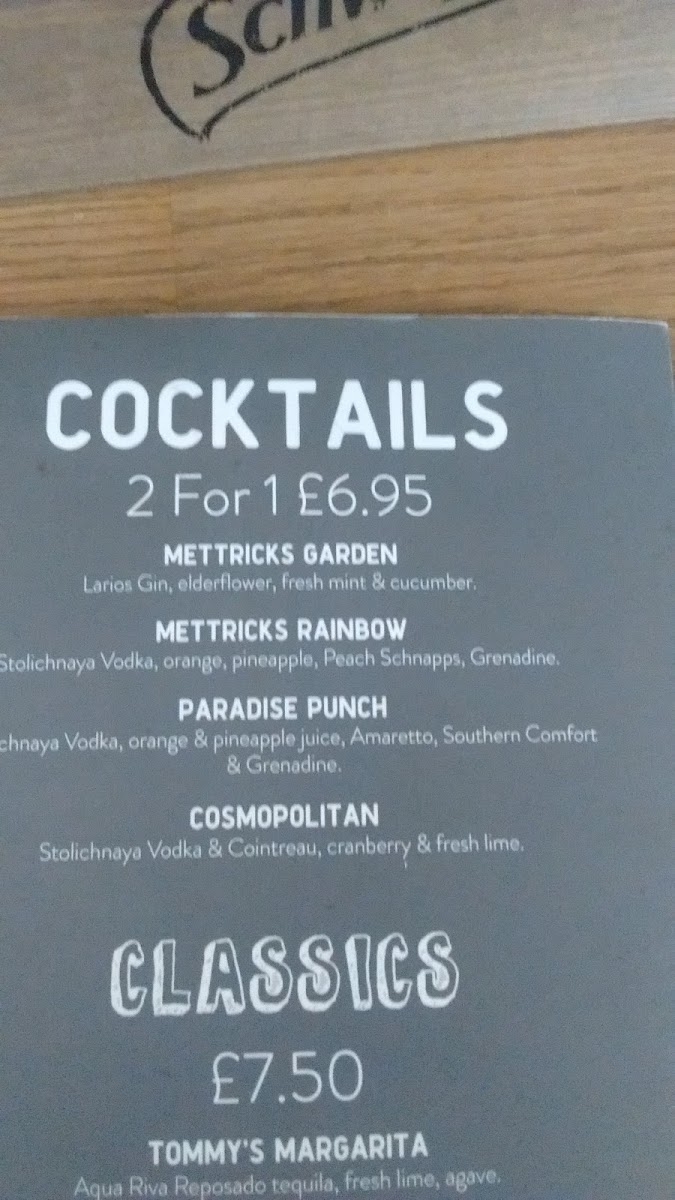 COCKTAILS
2 For 1 £6.95
METTRICKS GARDEN
Larios Gin, elderflower, fresh mint & cucumber.
METTRICKS RAINBOW
Stolichnaya Vodka, orange, pineapple, Peach Schnapps, Grenadine.
PARADISE PUNCH
chnaya Vodka, orange & pineapple juice, Amaretto, Southern Comfort
& Grenadine.
COSMOPOLITAN
Stolichnaya Vodka & Cointreau, cranberry & fresh lime.
CLASSICS
£7.50
TOMMY'S MARGARITA
Aqua Riva Reposado tequila, fresh lime, agave.